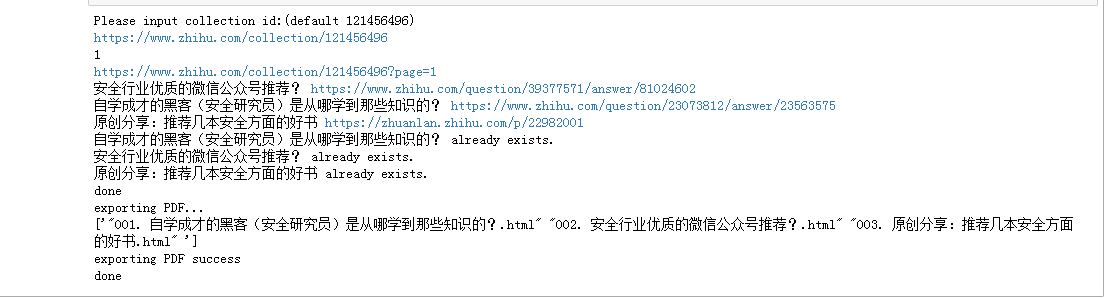 Please input collection id:(default 121456496)
https://www.zhihu.com/collection/121456496
1
https://www.zhihu.com/collection/121456496?page=1
安全行业优质的微信公众号推荐？ https://www.zhihu.com/question/39377571/answer/81024602
自学成才的黑客（安全研究员）是从哪学到那些知识的？ https://www.zhihu.com/question/23073812/answer/23563575
原创分享：推荐几本安全方面的好书 https://zhuanlan.zhihu.com/p/22982001
自学成才的黑客（安全研究员）是从哪学到那些知识的？ already exists.
安全行业优质的微信公众号推荐？ already exists.
原创分享：推荐几本安全方面的好书 already exists.
done
exporting PDF...
['"001. 自学成才的黑客（安全研究员）是从哪学到那些知识的？.html" "002. 安全行业优质的微信公众号推荐？.html" "003. 原创分享：推荐几本安全方面
的好书.html" ']
exporting PDF success
done